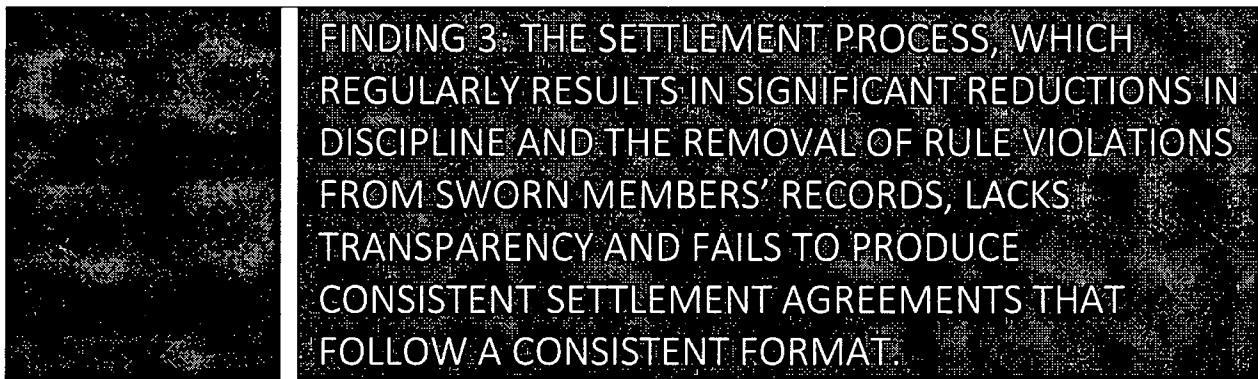 FINDING 3: THE SETTLEMENT PROCESS, WHICH
REGULARLY RESULTS IN SIGNIFICANT REDUCTIONS IN
DISCIPLINE AND THE REMOVAL OF RULE VIOLATIONS
FROM SWORN MEMBERS’ RECORDS, LACKS
TRANSPARENCY AND FAILS TO PRODUCE
CONSISTENT SETTLEMENT AGREEMENTS THAT
FOLLOW A CONSISTENT FORMAT.